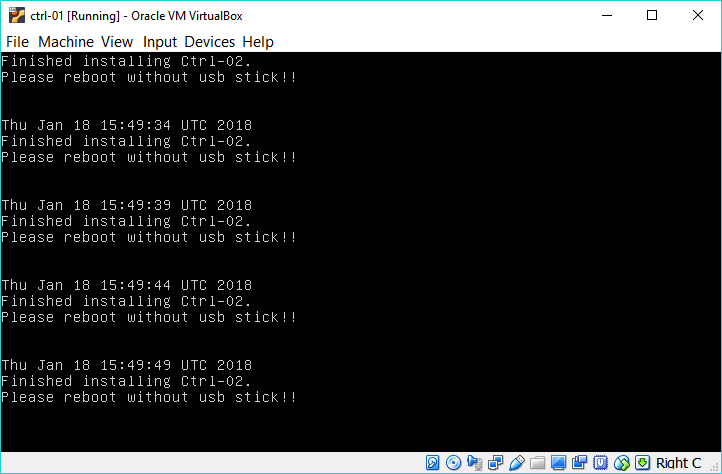 ctrl-01 [Running] - Oracle VM VirtualBox
File Machine View Input Devices Help
Finished installing Ctrl-02.
Please reboot without usb stick!!
Thu Jan 18 15:49:34 UTC 2018
Finished installing Ctrl-02.
Please reboot without usb stick!!
Thu Jan 18 15:49:39 UTC 2018
Finished installing Ctrl-02.
Please reboot without usb stick!!
Thu Jan 18 15:49:44 UTC 2018
Finished installing Ctrl-02.
Please reboot without usb stick!!
Thu Jan 18 15:49:49 UTC 2018
Finished installing Ctrl-02.
Please reboot without usb stick!!
Right C